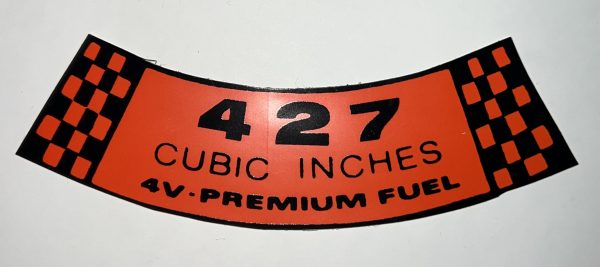 427
CUBIC INCHES
4V-PREMIUM FUEL